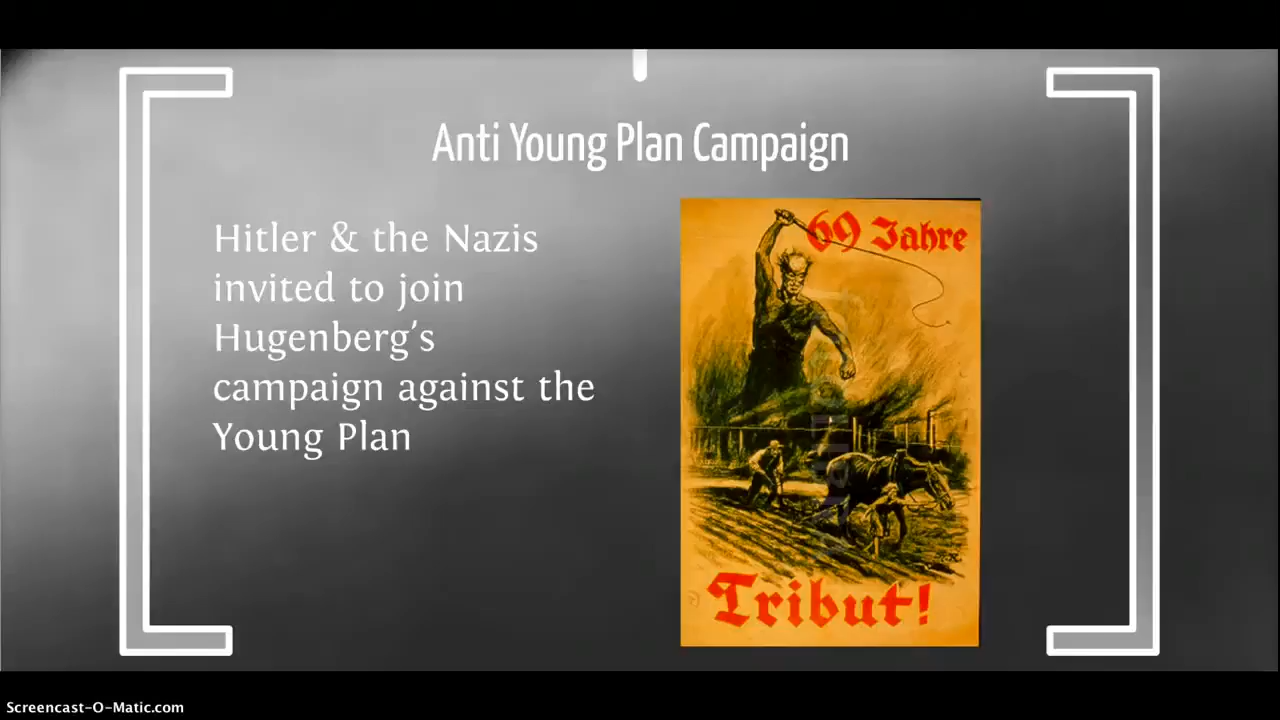 Anti Young Plan Campaign
Hitler & the Nazis
invited to join
Hugenberg's
campaign against the
Young Plan
69 Jahre
Tribut!
Screencast-O-Matic.com